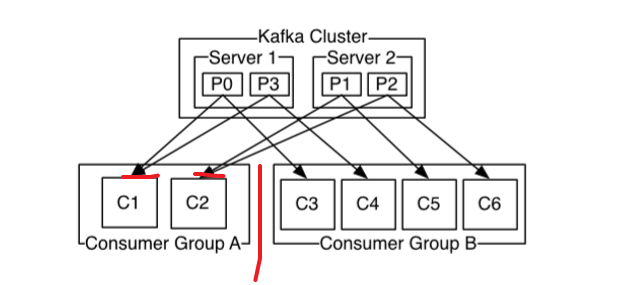 Kafka Cluster
Server 1 Server 2
P0 P3 P1 P2
C1 C2 C3 C4 C5 C6
Consumer Group A Consumer Group B